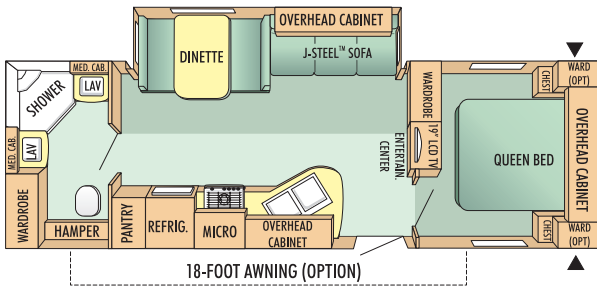 OVERHEAD CABINET
DINETTE
J-STEEL™ SOFA
MED. CAB.
LAV
SHOWER
MED. CAB.
LAV
WARDROBE
HAMPER
PANTRY
REFRIG.
MICRO
OVERHEAD
CABINET
ENTERTAIN.
CENTER
WARDROBE
19" LCD TV
QUEEN BED
CHEST
WARD
(OPT)
OVERHEAD CABINET
CHEST
WARD
(OPT)
18-FOOT AWNING (OPTION)